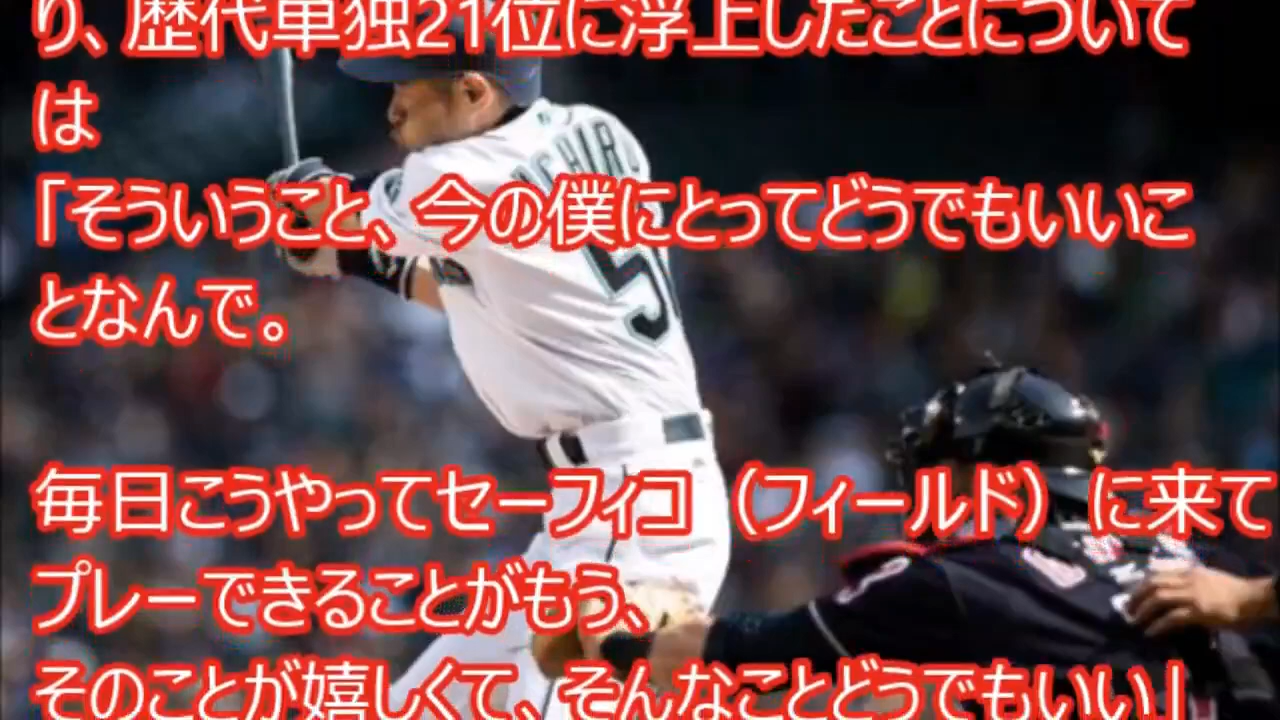 り、歴代単独21位に浮上したことについて
は
「そういうこと、今の僕にとってどうでもいいこ
となんで。
毎日こうやってセーフィコ（フィールド）に来て
プレーできることがもう、
そのことが嬉しくて、そんなことどうでもいい」